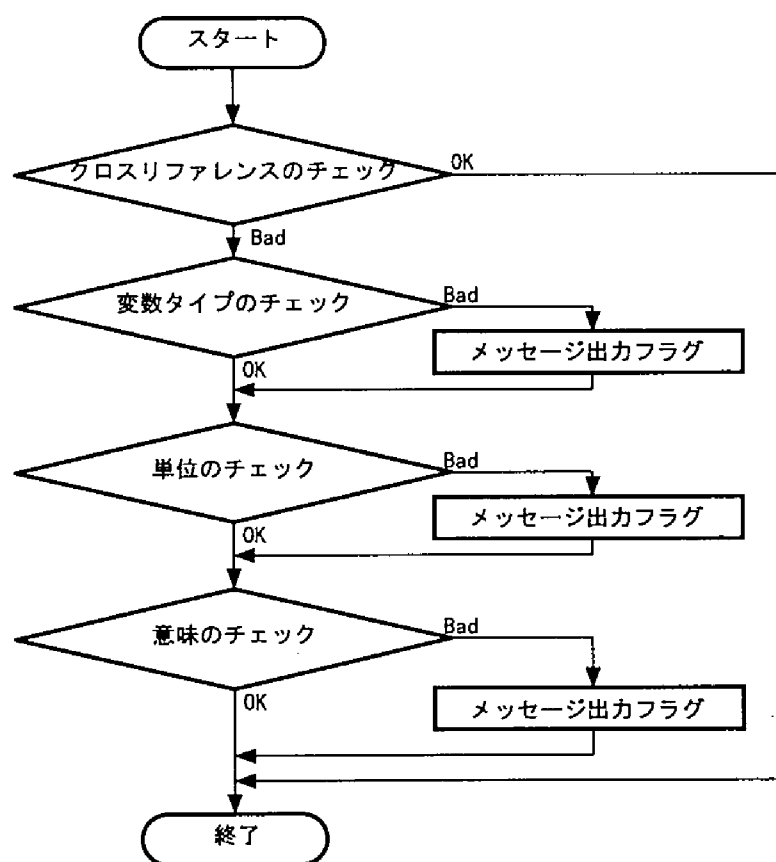 スタート
クロスリファレンスのチェック
OK
Bad
変数タイプのチェック
Bad
メッセージ出力フラグ
OK
単位のチェック
Bad
メッセージ出力フラグ
OK
意味のチェック
Bad
メッセージ出力フラグ
OK
終了